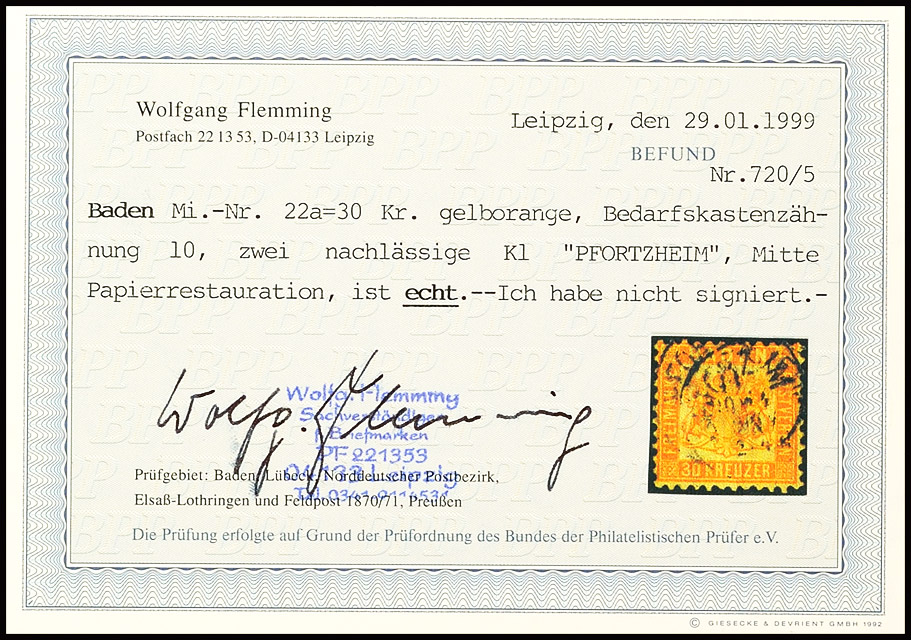 Wolfgang Flemming
Postfach 22 13 53, D-04133 Leipzig
Leipzig, den 29.01.1999
BEFUND
Nr.720/5
Baden Mi.-Nr. 22a=30 Kr. gelborange, Bedarfskastenzäh-
nung 10, zwei nachlässige Kl "PFORTZHEIM", Mitte
Papierrestauration, ist echt.--Ich habe nicht signiert.-
Wolfg. Flemming
Wolfg. Flemming
Sachverständiger
f. Briefmarken
PF 221353
04133 Leipzig
Prüfgebiet: Baden, Lübeck, Norddeutscher Postbezirk,
Elsaß-Lothringen und Feldpost 1870/71, Preußen
FREIMARKE
30 KREUZER
Die Prüfung erfolgte auf Grund der Prüfordnung des Bundes der Philatelistischen Prüfer e.V.
© GIESECKE & DEVRIENT GMBH 1992